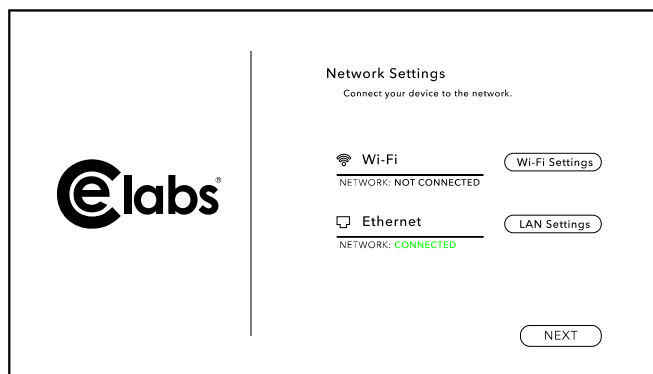 Network Settings
Connect your device to the network.
Wi-Fi
Wi-Fi Settings
NETWORK: NOT CONNECTED
Ethernet
LAN Settings
NETWORK: CONNECTED
Ce labs®
NEXT